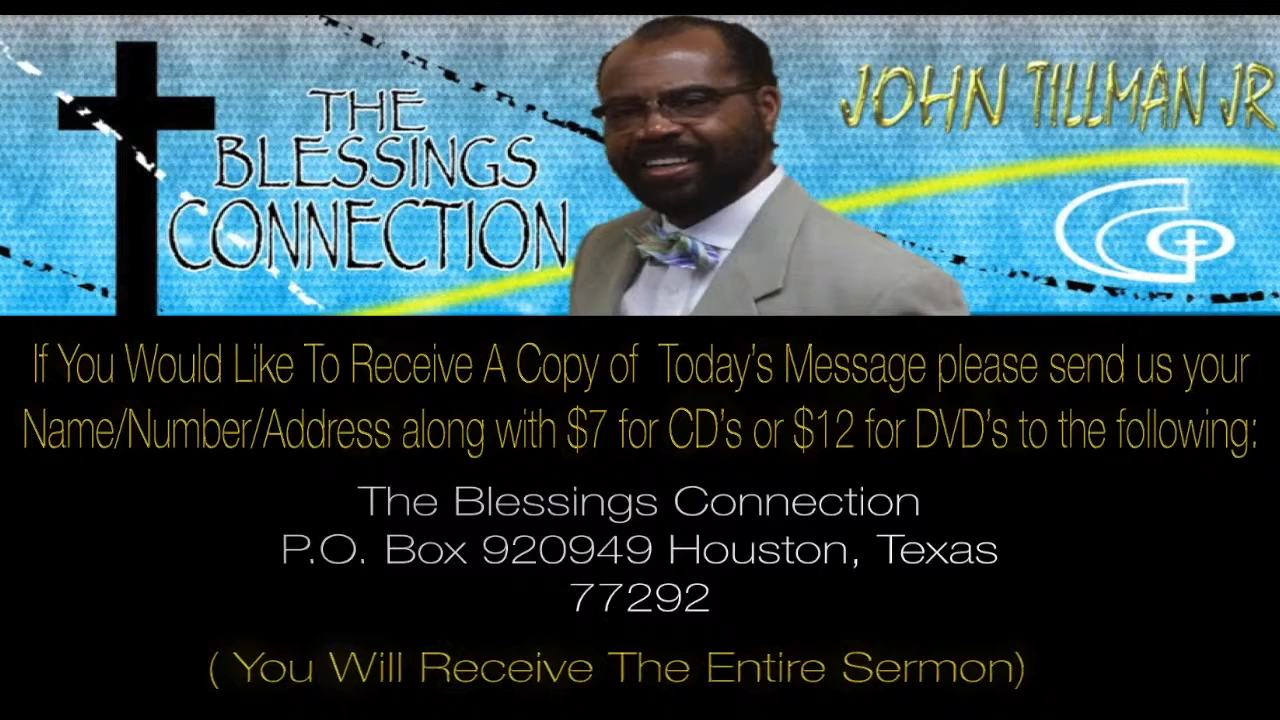 THE
BLESSINGS
CONNECTION
JOHN TILLMAN JR
If You Would Like To Receive A Copy of Today's Message please send us your
Name/Number/Address along with $7 for CD's or $12 for DVD's to the following:
The Blessings Connection
P.O. Box 920949 Houston, Texas
77292
( You Will Receive The Entire Sermon)